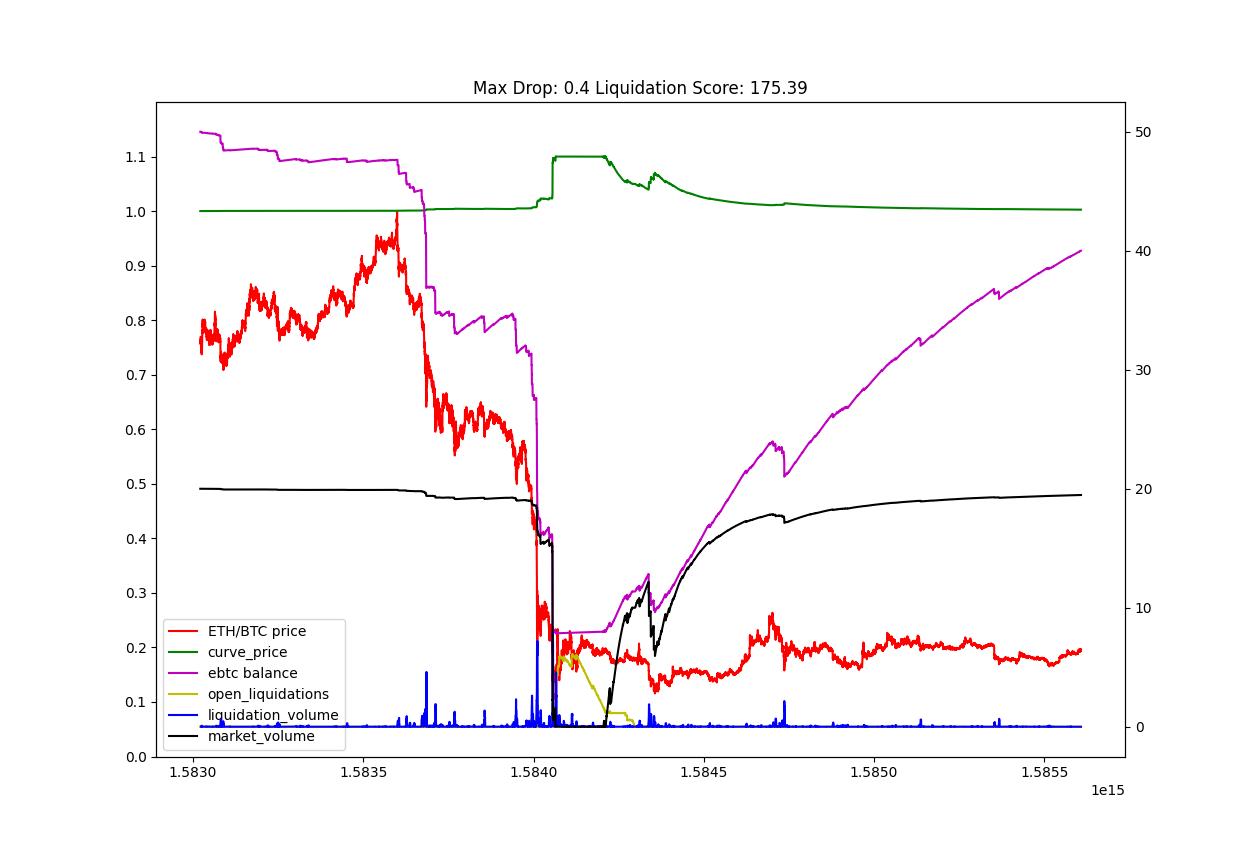 Max Drop: 0.4 Liquidation Score: 175.39
1.1
1.0
0.9
0.8
0.7
0.6
0.5
0.4
0.3
0.2
0.1
0.0
50
40
30
20
10
0
ETH/BTC price
curve_price
ebtc balance
open_liquidations
liquidation_volume
market_volume
1.5830 1.5835 1.5840 1.5845 1.5850 1.5855
1e15